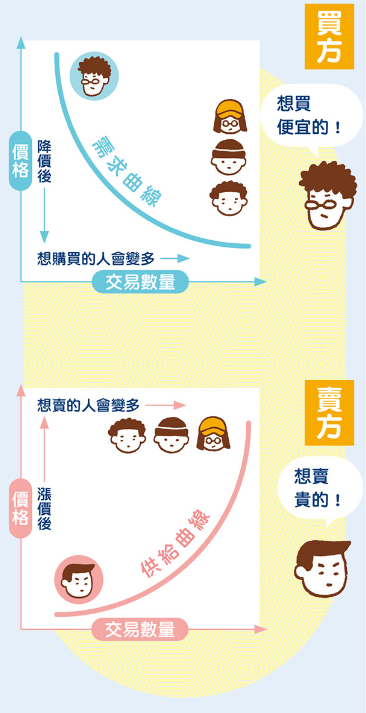 買方
想買
便宜的！
價格
降價後
需求曲線
想購買的人會變多
交易數量
賣方
想賣的人會變多
想賣
貴的！
價格
漲價後
供給曲線
交易數量